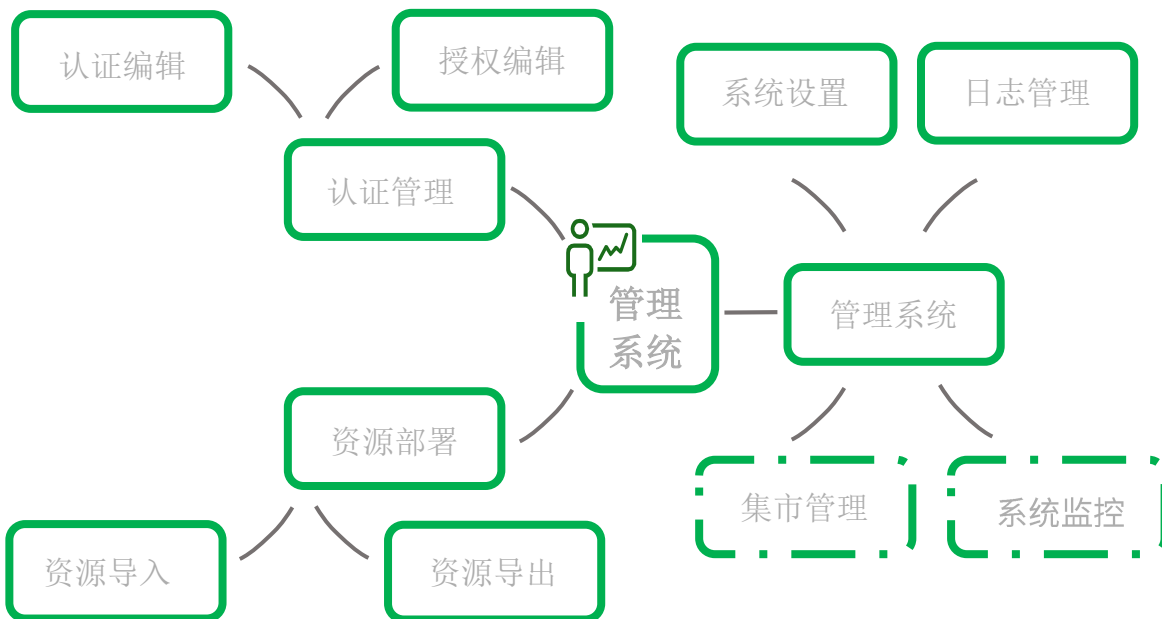 认证编辑
授权编辑
系统设置
日志管理
认证管理
管理
系统
管理系统
资源部署
集市管理
系统监控
资源导入
资源导出